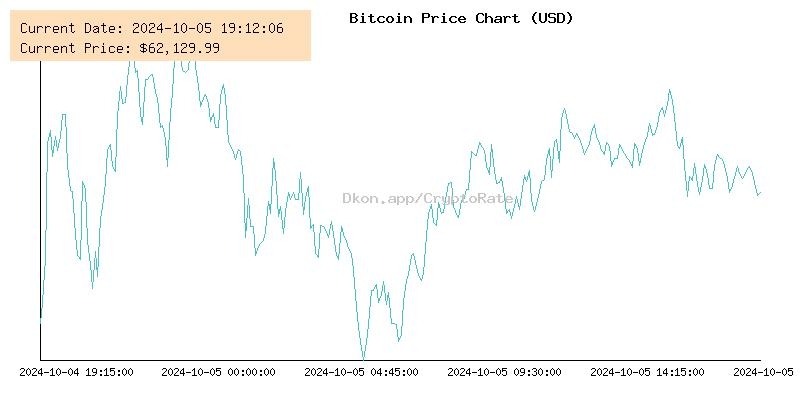 Bitcoin Price Chart (USD)
Current Date: 2024-10-05 19:12:06
Current Price: $62,129.99
Dkon.app/CryptoRate
2024-10-04 19:15:00 2024-10-05 00:00:00 2024-10-05 04:45:00 2024-10-05 09:30:00 2024-10-05 14:15:00 2024-10-05